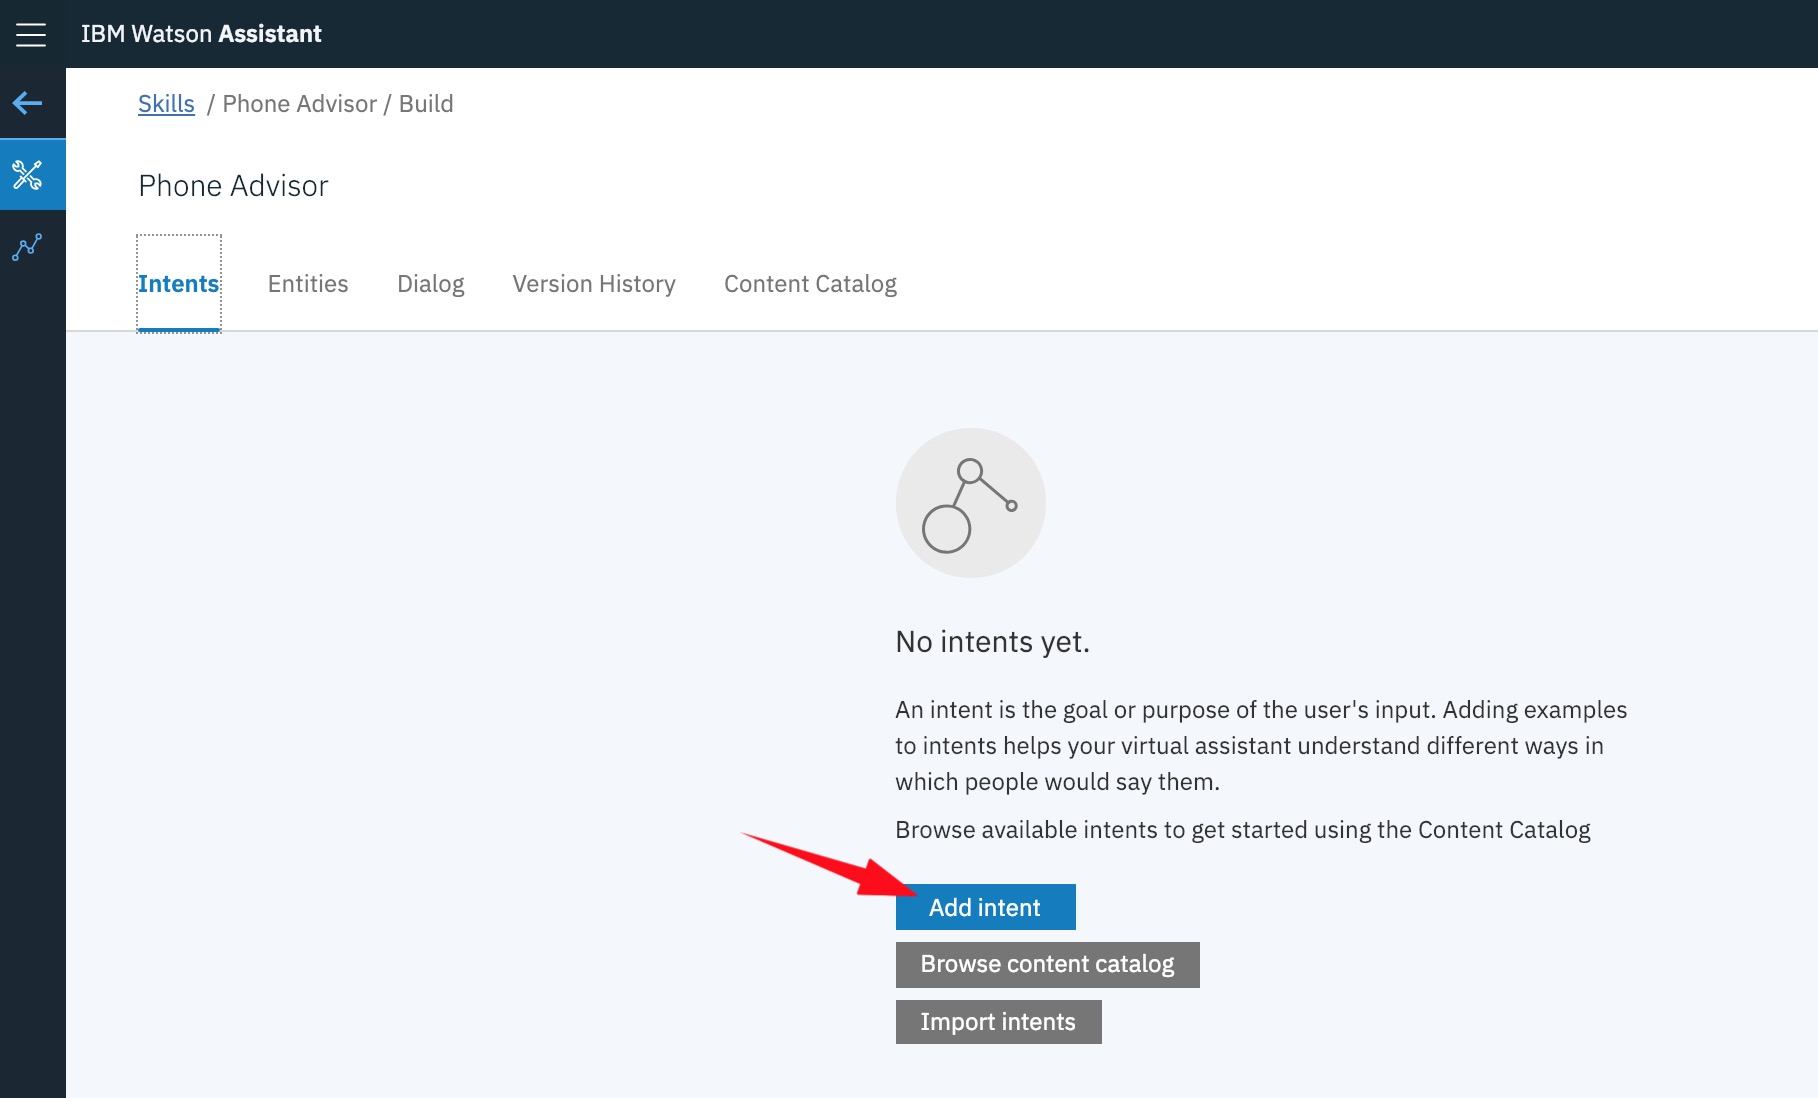 IBM Watson Assistant
Skills / Phone Advisor / Build
Phone Advisor
Intents Entities Dialog Version History Content Catalog
No intents yet.
An intent is the goal or purpose of the user's input. Adding examples
to intents helps your virtual assistant understand different ways in
which people would say them.
Browse available intents to get started using the Content Catalog
Add intent
Browse content catalog
Import intents